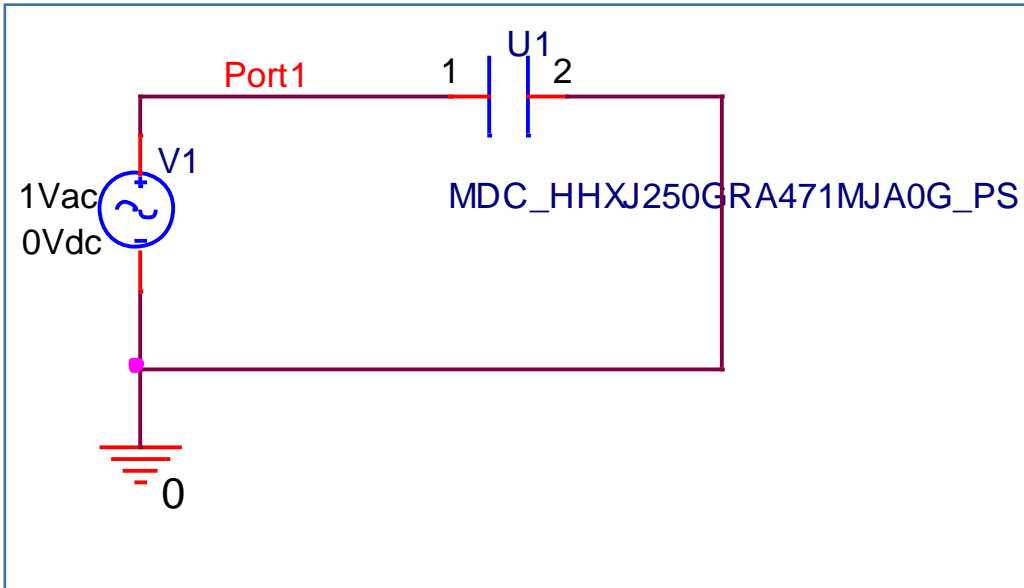 U1
Port1
1
2
V1
1Vac
0Vdc
MDC_HHXJ250GRA471MJA0G_PS
0